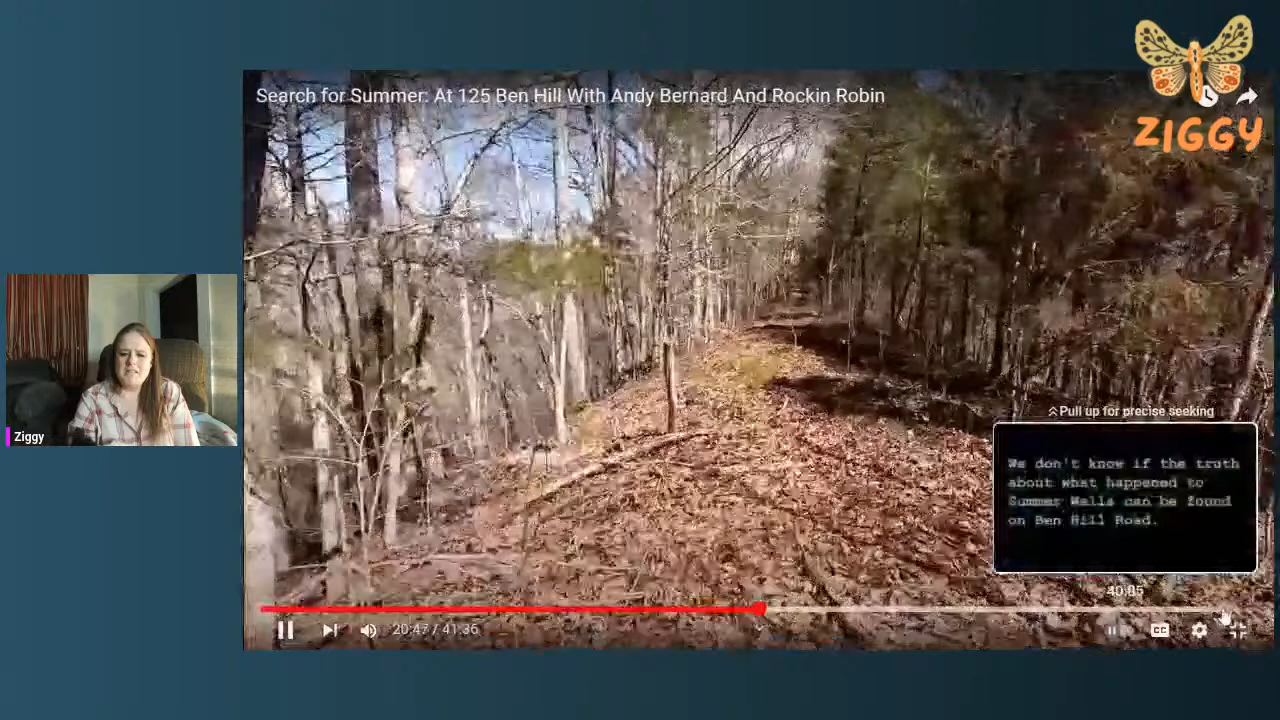 Search for Summer: At 125 Ben Hill With Andy Bernard And Rockin Robin
ZIGGY
Ziggy
Pull up for precise seeking
We don't know if the truth
about what happened to
Summer Wells can be found
on Ben Hill Road.
40:05
20:47 / 41:36
CC